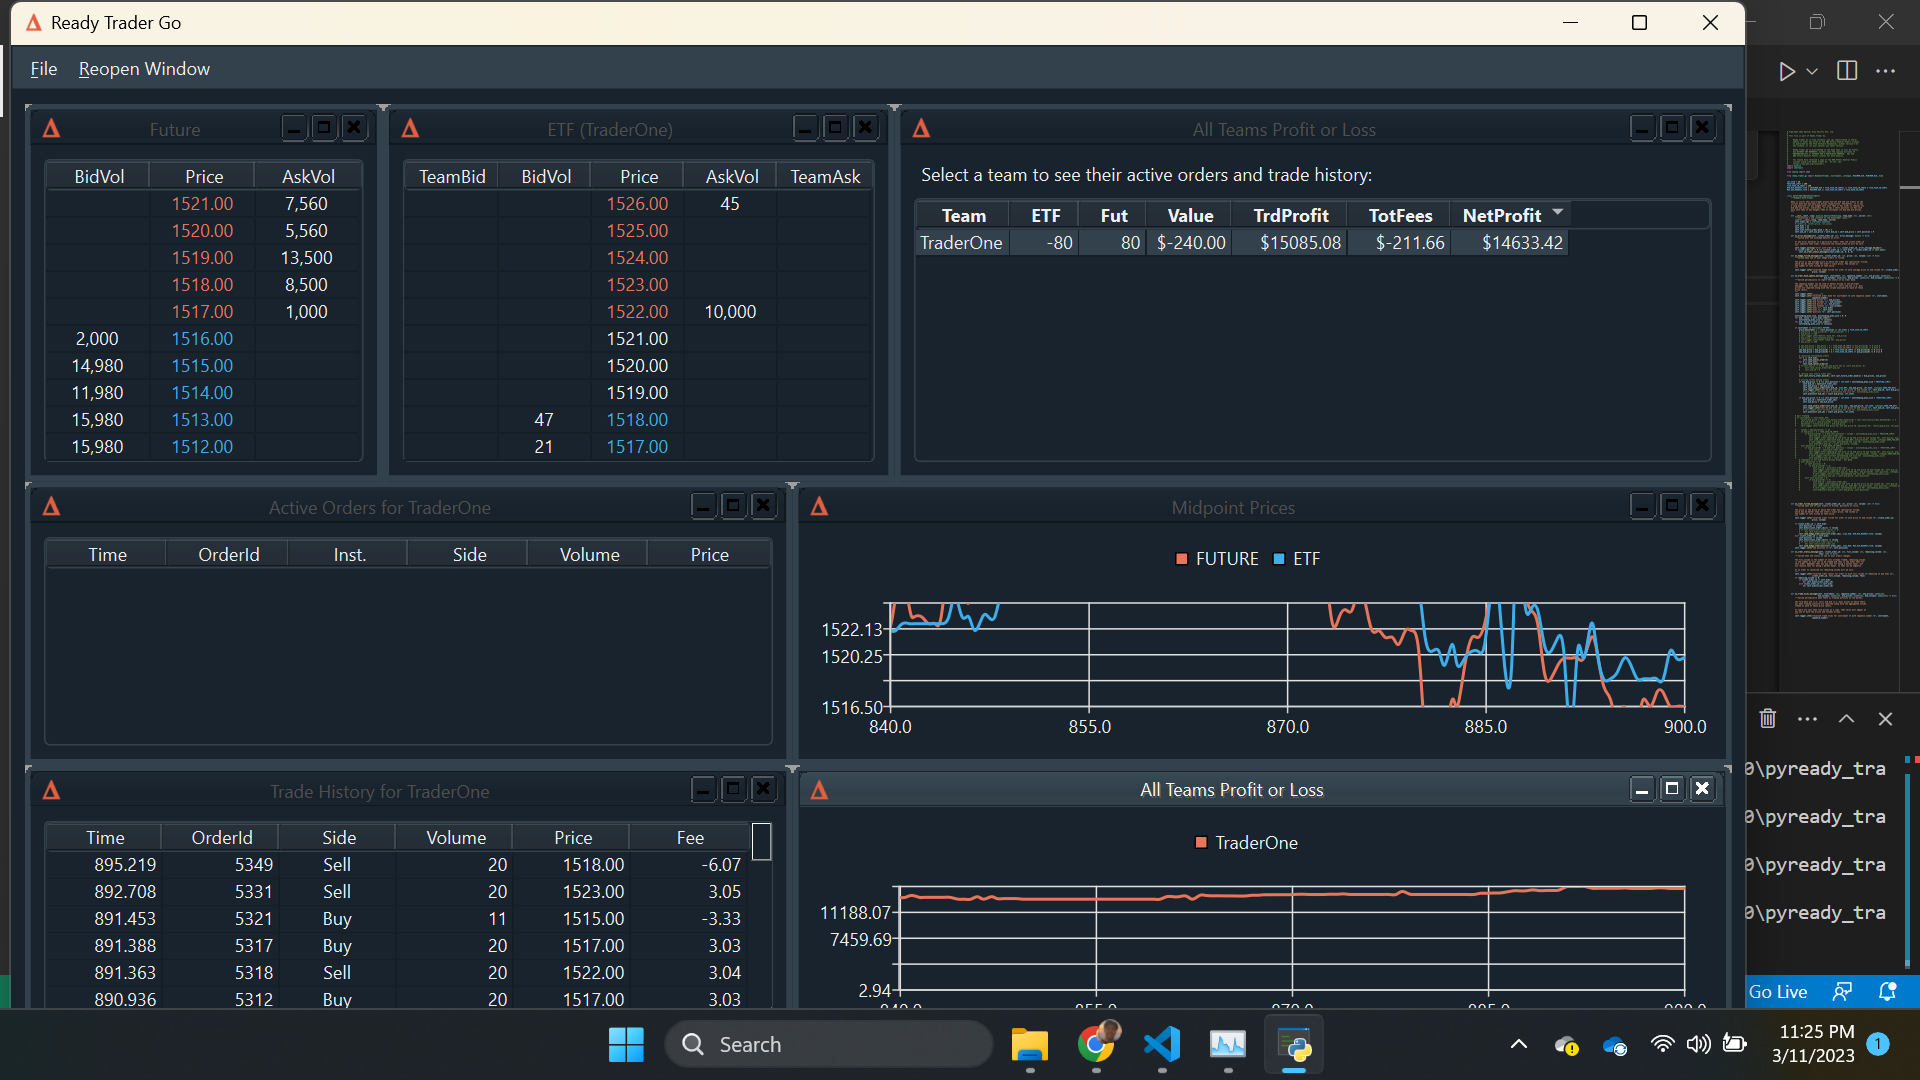 Ready Trader Go
File Reopen Window
Future
BidVol Price AskVol
1521.00 7,560
1520.00 5,560
1519.00 13,500
1518.00 8,500
1517.00 1,000
2,000 1516.00
14,980 1515.00
11,980 1514.00
15,980 1513.00
15,980 1512.00
ETF (TraderOne)
TeamBid BidVol Price AskVol TeamAsk
1526.00 45
1525.00
1524.00
1523.00
1522.00 10,000
1521.00
1520.00
1519.00
47 1518.00
21 1517.00
All Teams Profit or Loss
Select a team to see their active orders and trade history:
Team ETF Fut Value TrdProfit TotFees NetProfit
TraderOne -80 80 $-240.00 $15085.08 $-211.66 $14633.42
Active Orders for TraderOne
Time OrderId Inst. Side Volume Price
Midpoint Prices
FUTURE ETF
1522.13
1520.25
1516.50
840.0 855.0 870.0 885.0 900.0
Trade History for TraderOne
Time OrderId Side Volume Price Fee
895.219 5349 Sell 20 1518.00 -6.07
892.708 5331 Sell 20 1523.00 3.05
891.453 5321 Buy 11 1515.00 -3.33
891.388 5317 Buy 20 1517.00 3.03
891.363 5318 Sell 20 1522.00 3.04
890.936 5312 Buy 20 1517.00 3.03
All Teams Profit or Loss
TraderOne
11188.07
7459.69
2.94
840.0 855.0 870.0 885.0 900.0
0\pyready_tra
0\pyready_tra
0\pyready_tra
0\pyready_tra
Go Live
Search
11:25 PM
3/11/2023
1